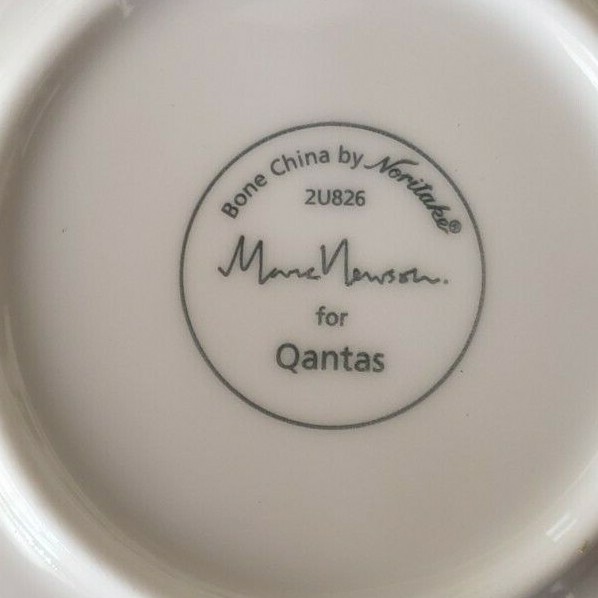 Bone China by Noritake®
2U826
Marc Newson.
for
Qantas